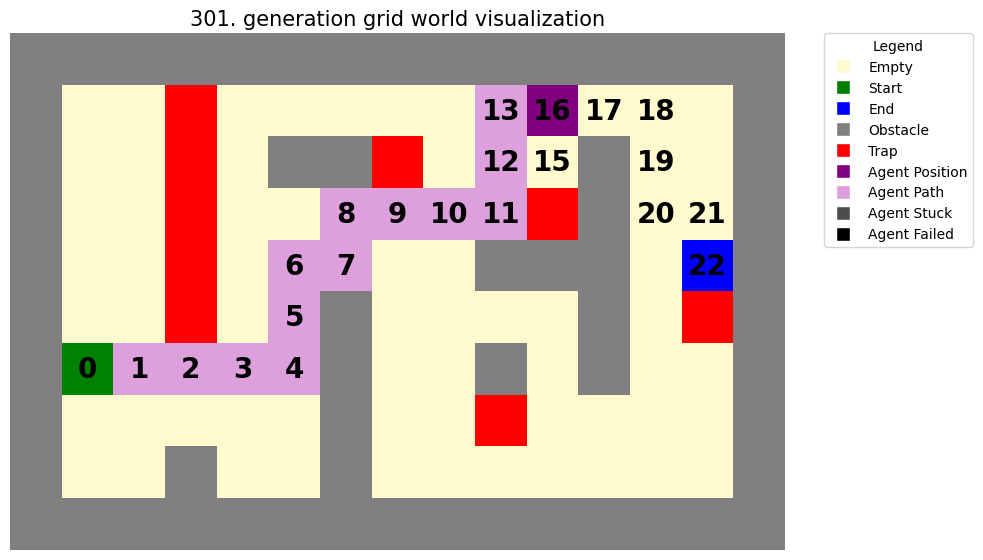 301. generation grid world visualization
Legend
Empty
Start
End
Obstacle
Trap
Agent Position
Agent Path
Agent Stuck
Agent Failed
13 16 17 18
12 15 19
8 9 10 11 20 21
6 7 22
5
0 1 2 3 4